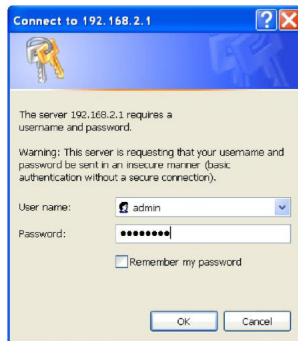 Connect to 192.168.2.1
The server 192.168.2.1 requires a
username and password.
Warning: This server is requesting that your username and
password be sent in an insecure manner (basic
authentication without a secure connection).
User name:
admin
Password:
••••••••
Remember my password
OK
Cancel